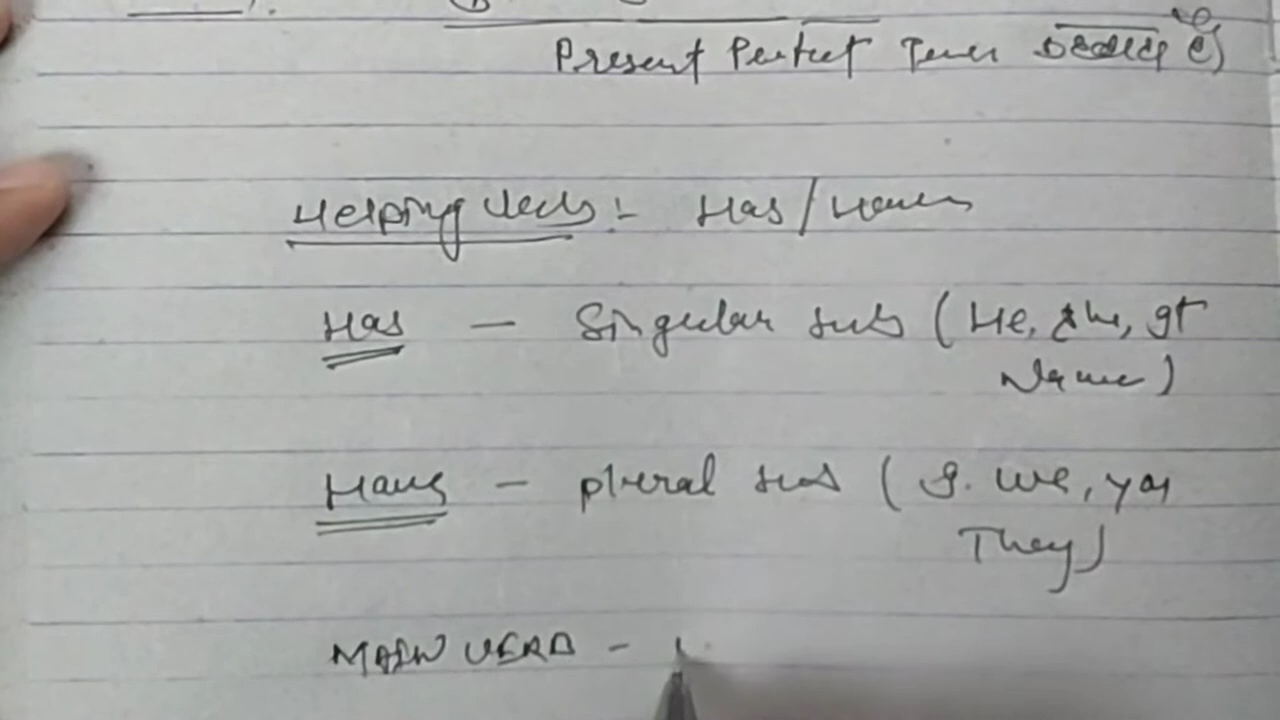 Present Perfect Tense
Helping Verb :- Has/Have
Has - Singular sub (He, she, It
Name)
Have - plural sub (I. We, you
They)
MAIN VERB -